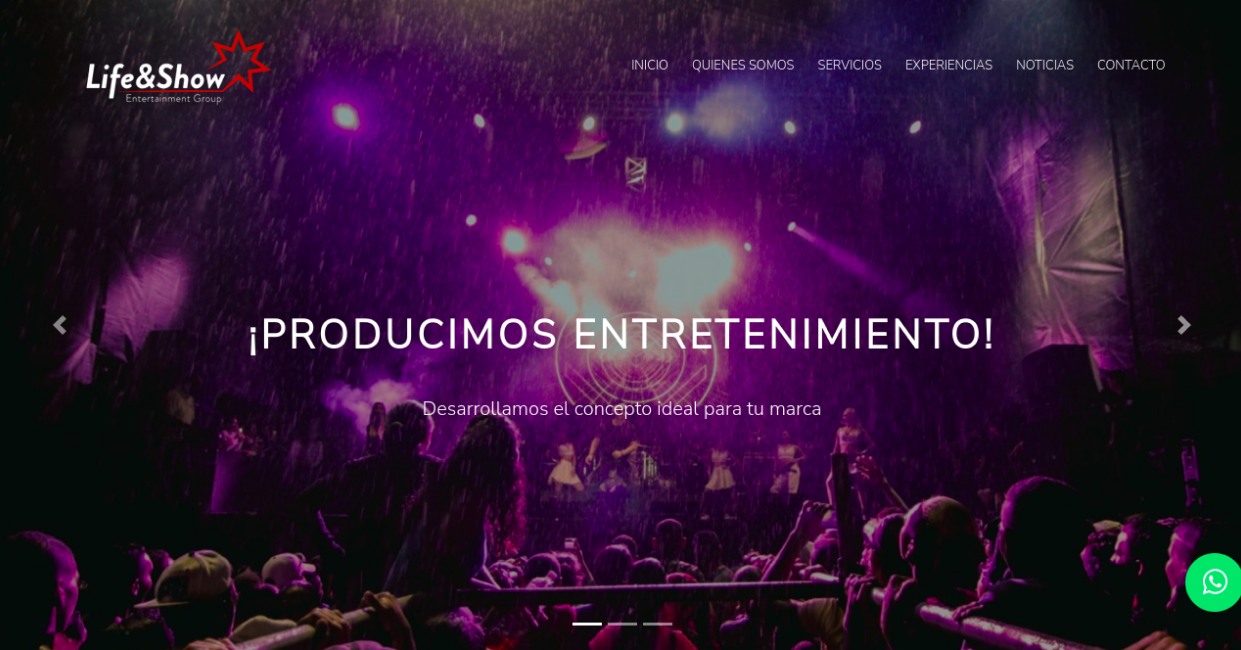 Life&Show
Entertainment Group
INICIO QUIENES SOMOS SERVICIOS EXPERIENCIAS NOTICIAS CONTACTO
¡PRODUCIMOS ENTRETENIMIENTO!
Desarrollamos el concepto ideal para tu marca